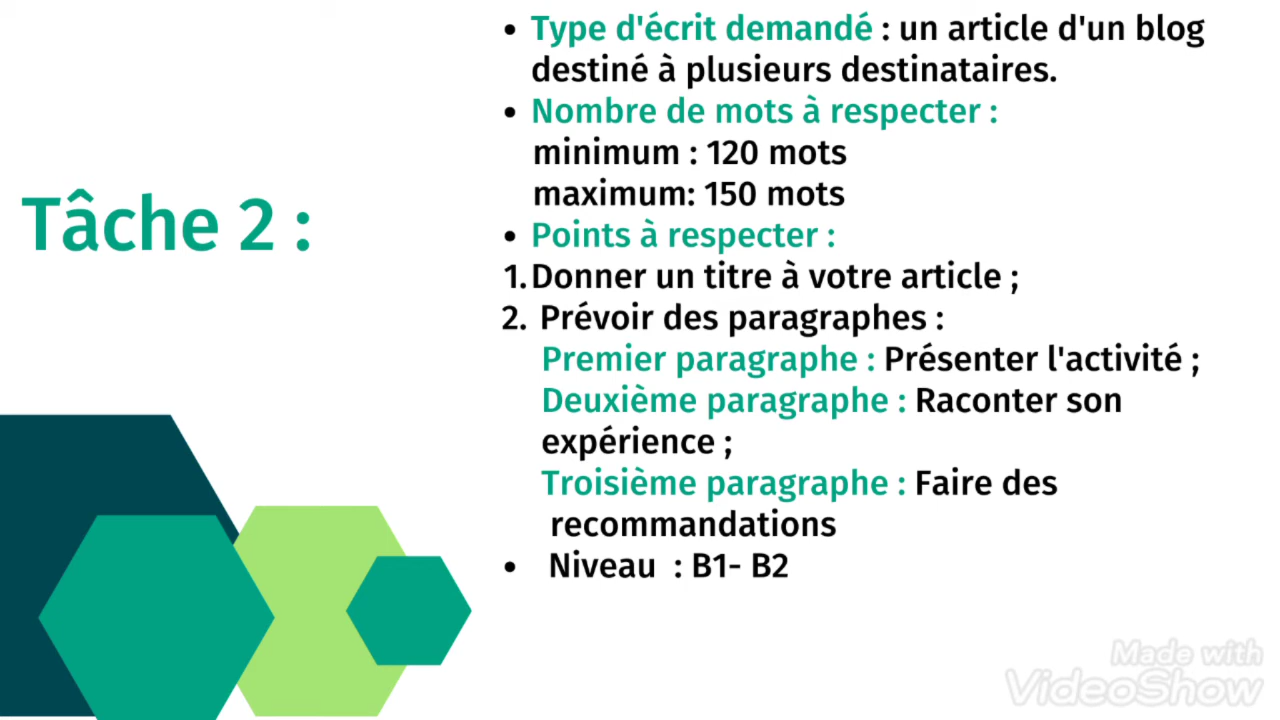 Tâche 2 :
• Type d'écrit demandé : un article d'un blog
destiné à plusieurs destinataires.
• Nombre de mots à respecter :
minimum : 120 mots
maximum: 150 mots
• Points à respecter :
1. Donner un titre à votre article ;
2. Prévoir des paragraphes :
Premier paragraphe : Présenter l'activité ;
Deuxième paragraphe : Raconter son
expérience ;
Troisième paragraphe : Faire des
recommandations
• Niveau : B1- B2
Made with
VideoShow